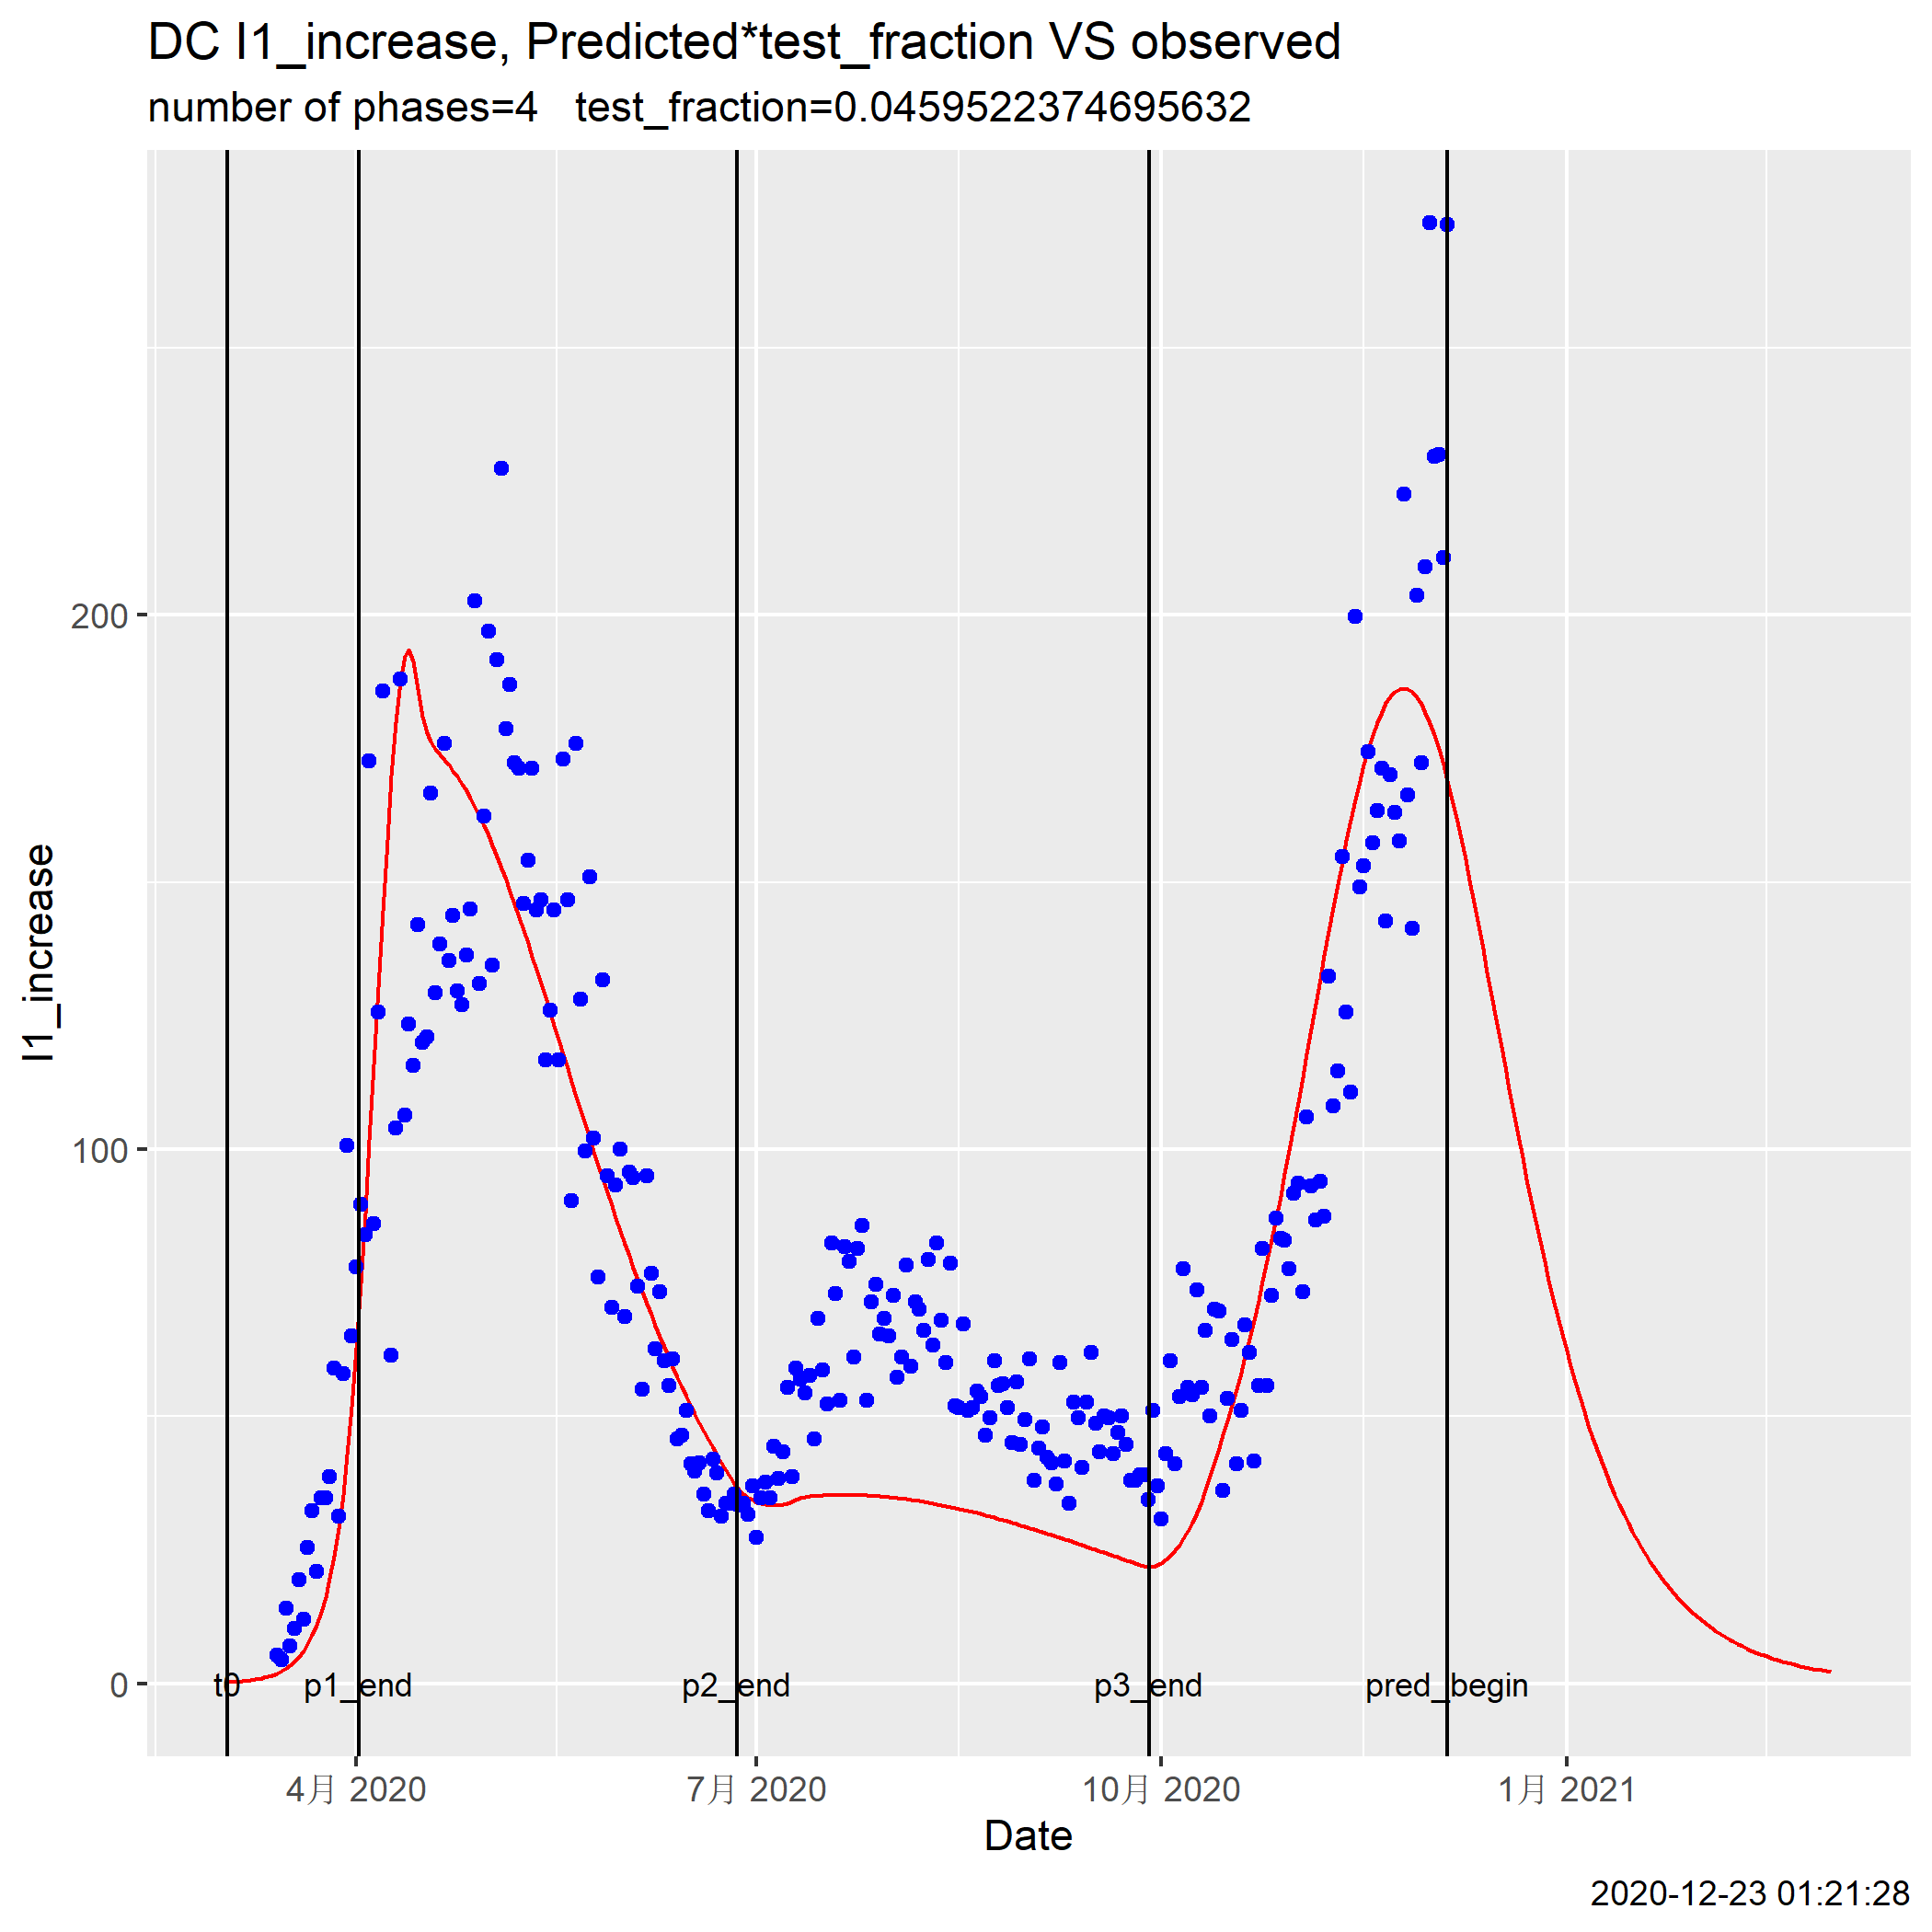 DC I1_increase, Predicted*test_fraction VS observed
number of phases=4   test_fraction=0.0459522374695632
I1_increase
200
100
0
t0
p1_end
p2_end
p3_end
pred_begin
4月 2020
7月 2020
10月 2020
1月 2021
Date
2020-12-23 01:21:28